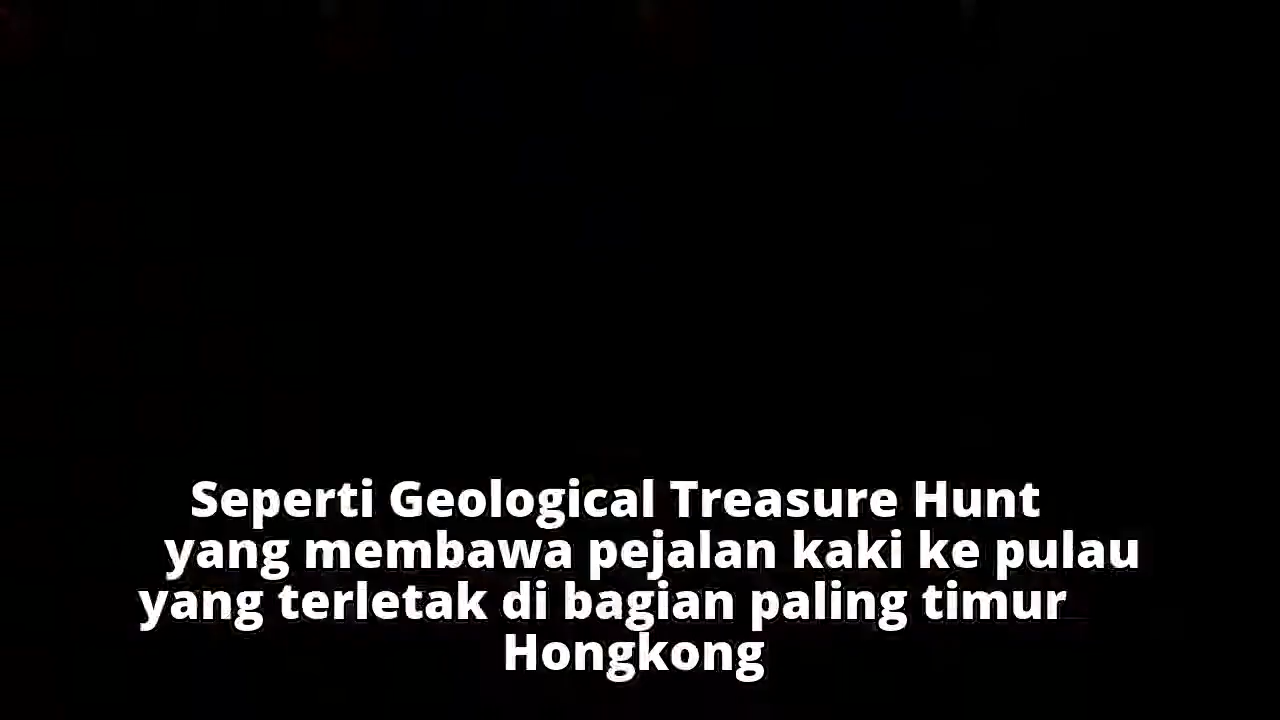 Seperti Geological Treasure Hunt
yang membawa pejalan kaki ke pulau
yang terletak di bagian paling timur
Hongkong